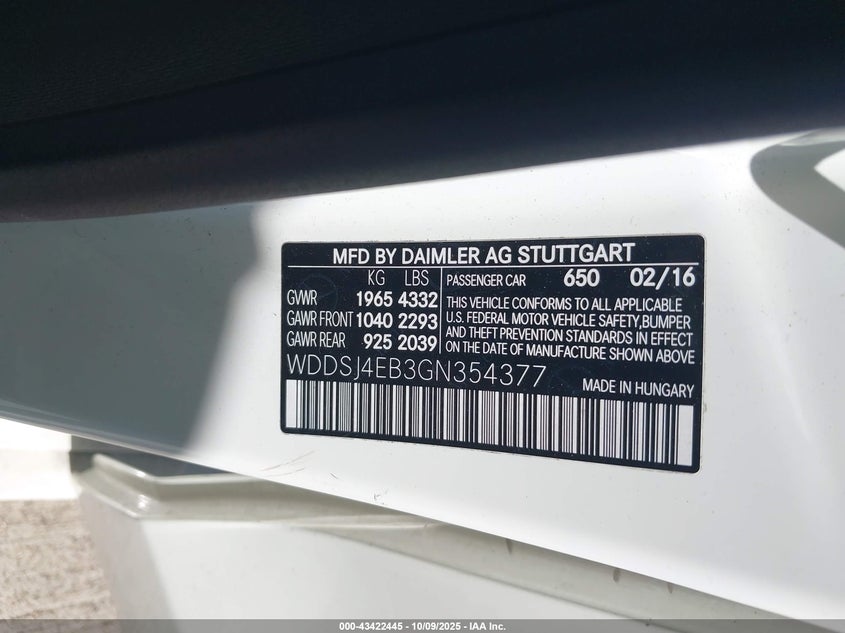 MFD BY DAIMLER AG STUTTGART
KG LBS
GVWR 1965 4332
GAWR FRONT 1040 2293
GAWR REAR 925 2039
PASSENGER CAR 650 02/16
THIS VEHICLE CONFORMS TO ALL APPLICABLE
U.S. FEDERAL MOTOR VEHICLE SAFETY,BUMPER
AND THEFT PREVENTION STANDARDS IN EFFECT
ON THE DATE OF MANUFACTURE SHOWN ABOVE
WDDSJ4EB3GN354377
MADE IN HUNGARY
000-43422445 - 10/09/2025 - IAA Inc.